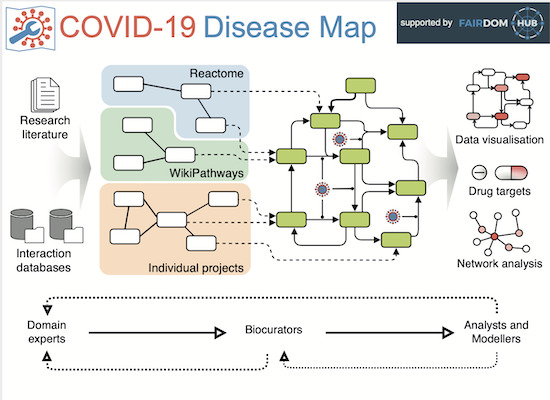 COVID-19 Disease Map
supported by FAIRDOM HUB
Reactome
Research
literature
WikiPathways
Data visualisation
Drug targets
Interaction
databases
Individual projects
Network analysis
Domain
experts
Biocurators
Analysts and
Modellers